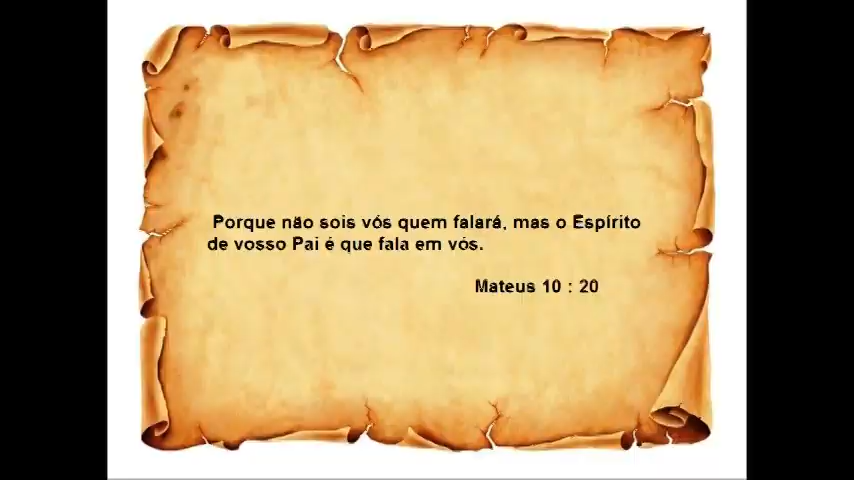 Porque não sois vós quem falará, mas o Espírito
de vosso Pai é que fala em vós.
Mateus 10 : 20